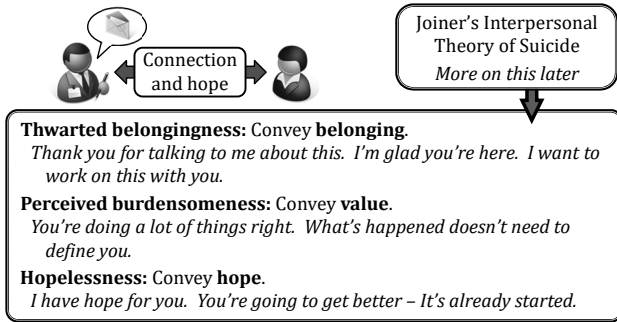 Connection
and hope
Joiner's Interpersonal
Theory of Suicide
More on this later
Thwarted belongingness: Convey belonging.
Thank you for talking to me about this.  I'm glad you're here.  I want to
work on this with you.
Perceived burdensomeness: Convey value.
You're doing a lot of things right.  What's happened doesn't need to
define you.
Hopelessness: Convey hope.
I have hope for you.  You're going to get better – It's already started.